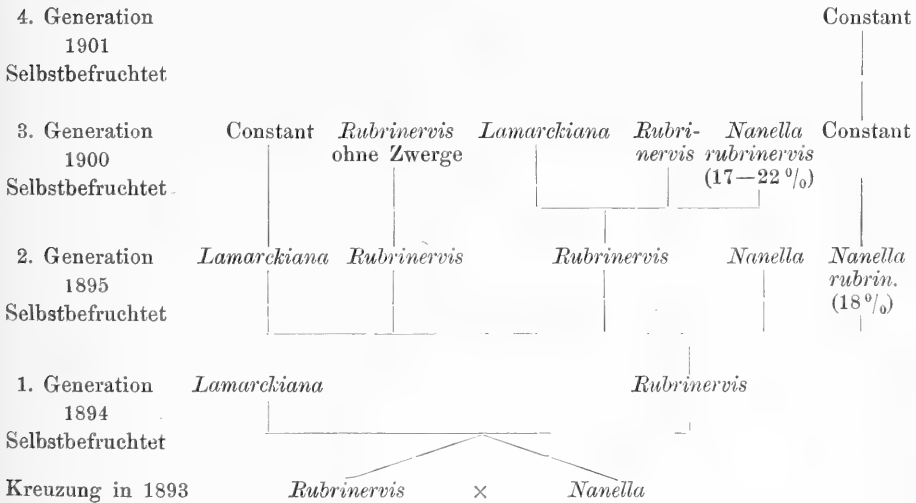 4. Generation Constant
1901
Selbstbefruchtet
3. Generation Constant Rubrinervis Lamarckiana Rubri- Nanella Constant
1900 ohne Zwerge nervis rubrinervis
Selbstbefruchtet (17—22 %)
2. Generation Lamarckiana Rubrinervis Rubrinervis Nanella Nanella
1895 rubrin.
Selbstbefruchtet (18 %)
1. Generation Lamarckiana Rubrinervis
1894
Selbstbefruchtet
Kreuzung in 1893 Rubrinervis × Nanella